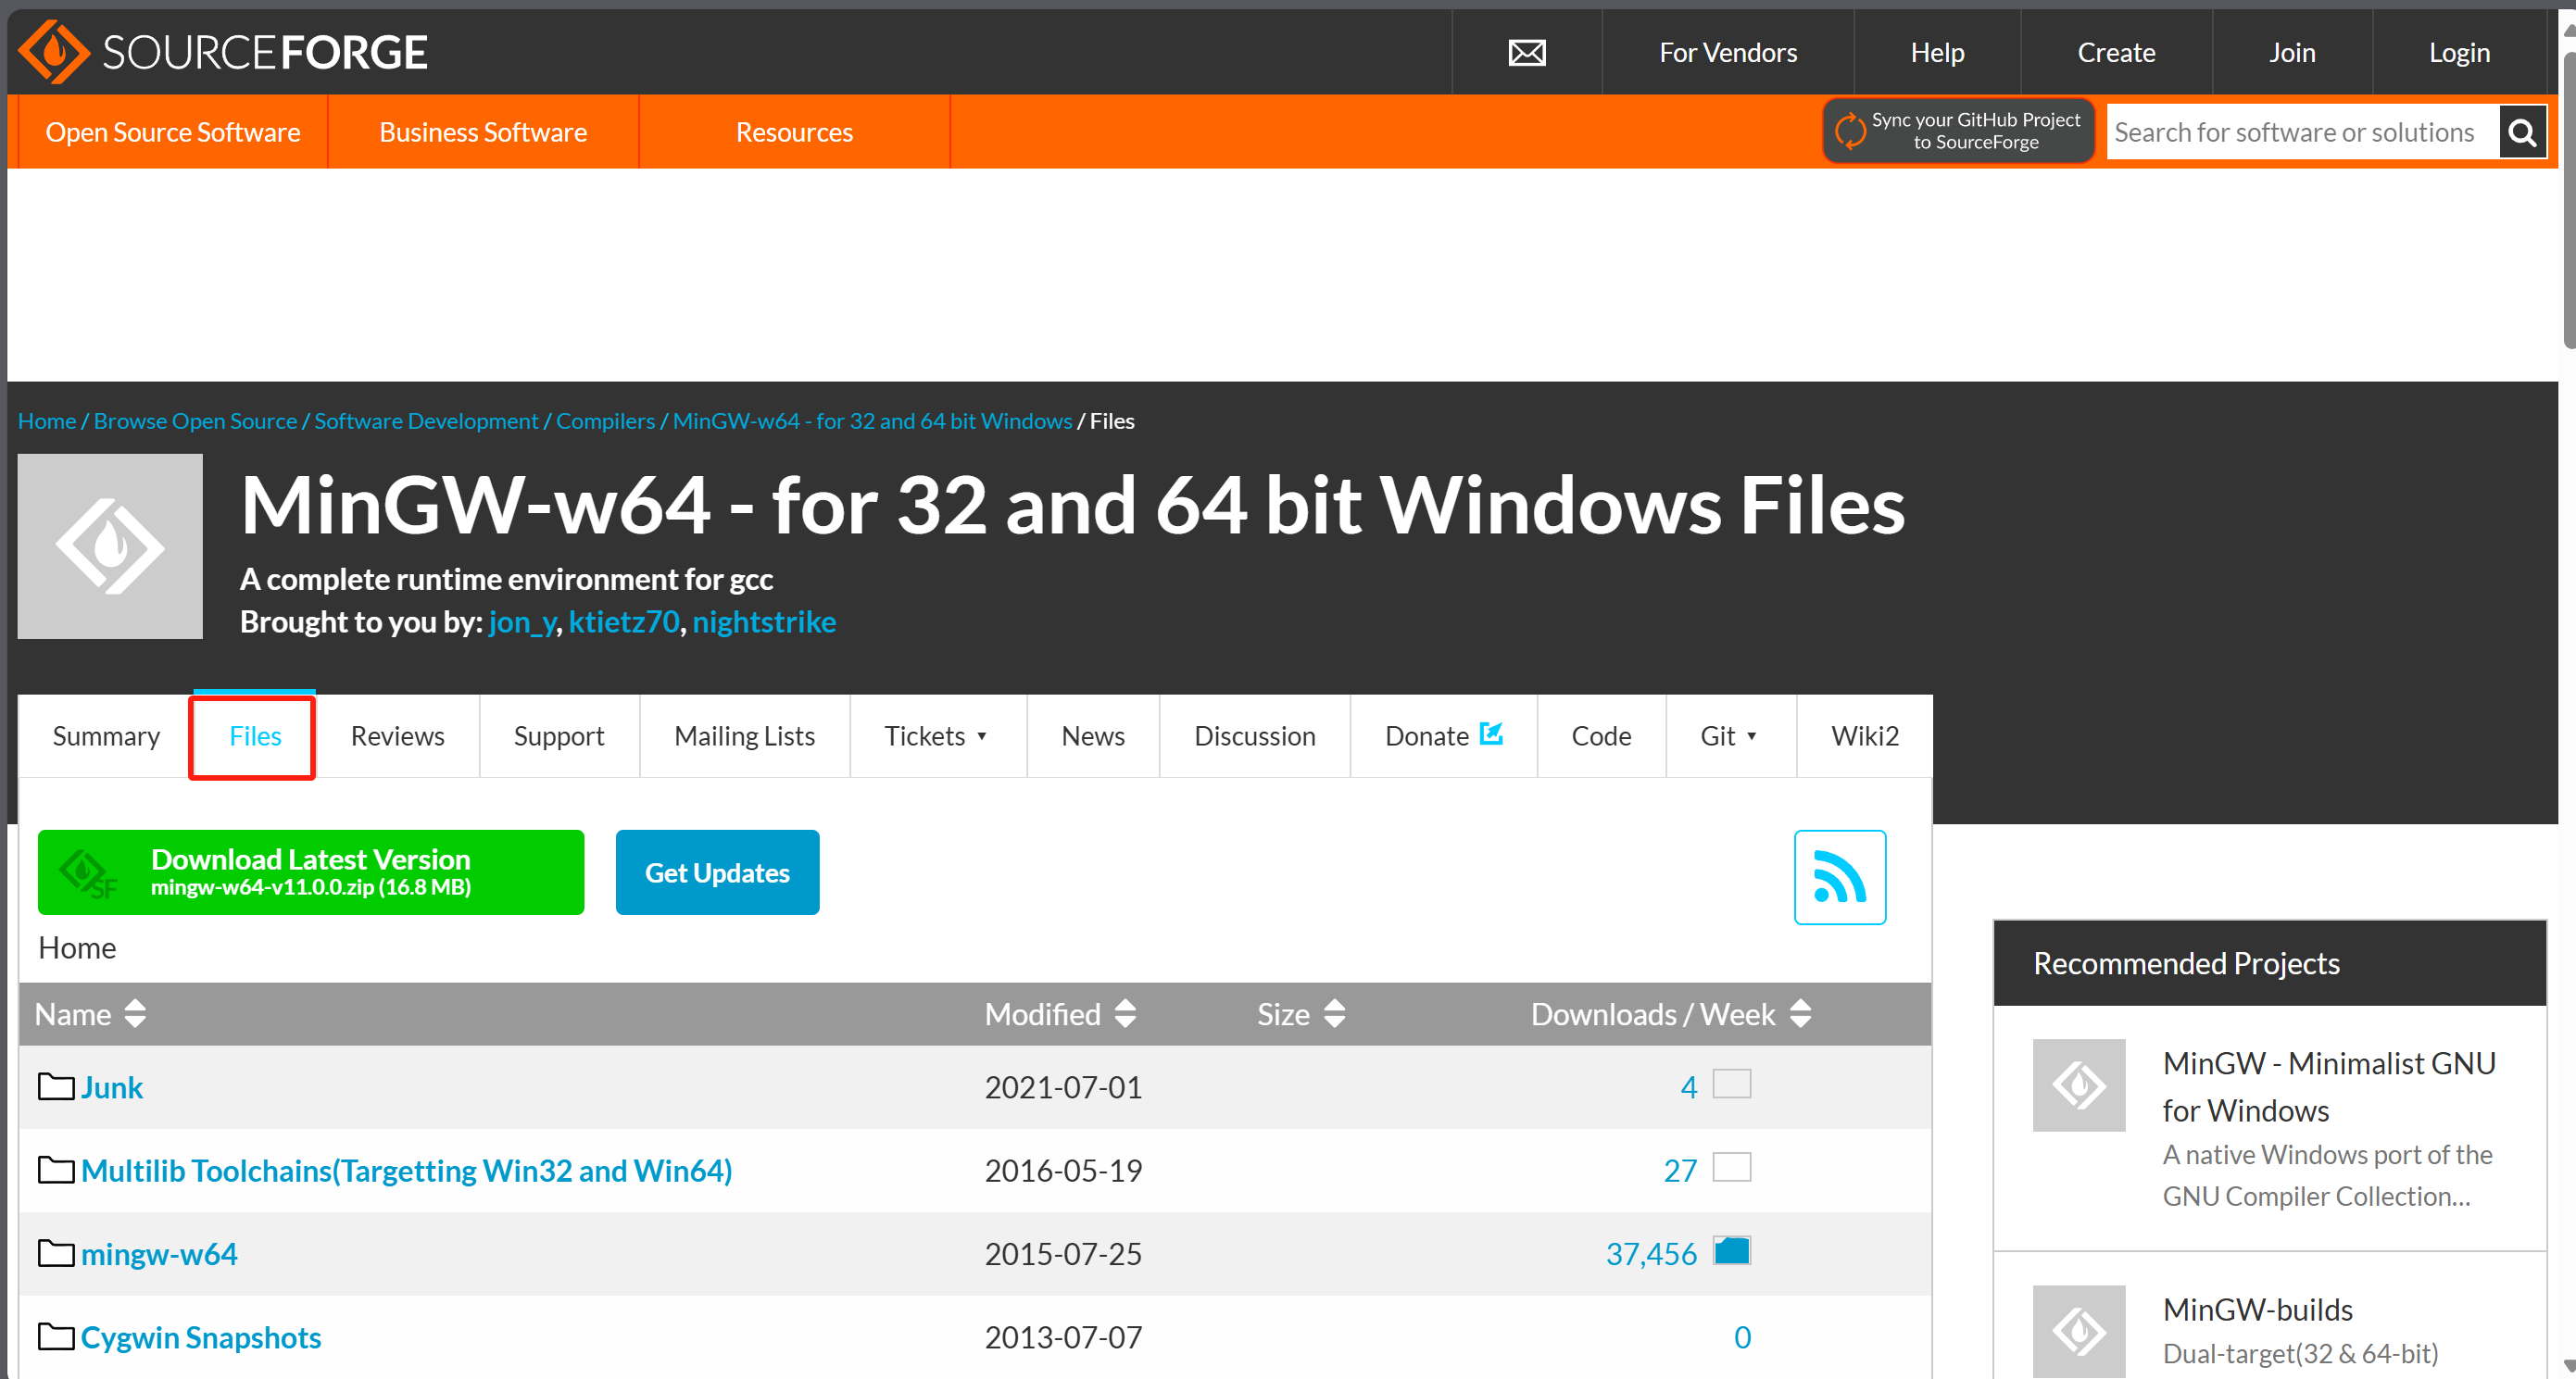 SOURCEFORGE
For Vendors
Help
Create
Join
Login
Open Source Software
Business Software
Resources
Sync your GitHub Project
to SourceForge
Search for software or solutions
Home / Browse Open Source / Software Development / Compilers / MinGW-w64 - for 32 and 64 bit Windows / Files
MinGW-w64 - for 32 and 64 bit Windows Files
A complete runtime environment for gcc
Brought to you by: jon_y, ktietz70, nightstrike
Summary
Files
Reviews
Support
Mailing Lists
Tickets
News
Discussion
Donate
Code
Git
Wiki2
SF
Download Latest Version
mingw-w64-v11.0.0.zip (16.8 MB)
Get Updates
Home
Name Modified Size Downloads / Week
Junk 2021-07-01 4
Multilib Toolchains(Targetting Win32 and Win64) 2016-05-19 27
mingw-w64 2015-07-25 37,456
Cygwin Snapshots 2013-07-07 0
Recommended Projects
MinGW - Minimalist GNU
for Windows
A native Windows port of the
GNU Compiler Collection...
MinGW-builds
Dual-target(32 & 64-bit)